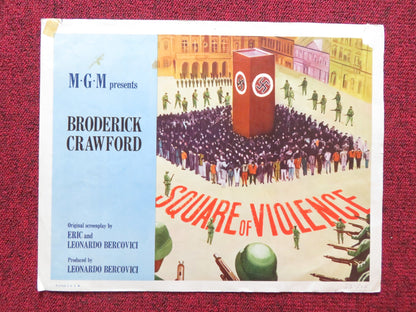 M-G-M presents
BRODERICK
CRAWFORD
Original screenplay by
ERIC and
LEONARDO BERCOVICI
Produced by
LEONARDO BERCOVICI
SQUARE OF VIOLENCE